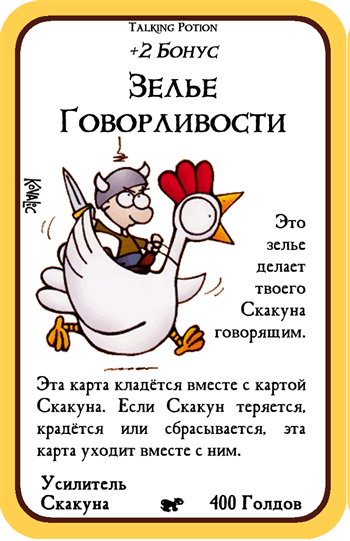 Talking Potion
+2 Бонус
Зелье
Говорливости
Kovalic
Это
зелье
делает
твоего
Скакуна
говорящим.
Эта карта кладётся вместе с картой
Скакуна. Если Скакун теряется,
крадётся или сбрасывается, эта
карта уходит вместе с ним.
Усилитель
Скакуна
400 Голдов